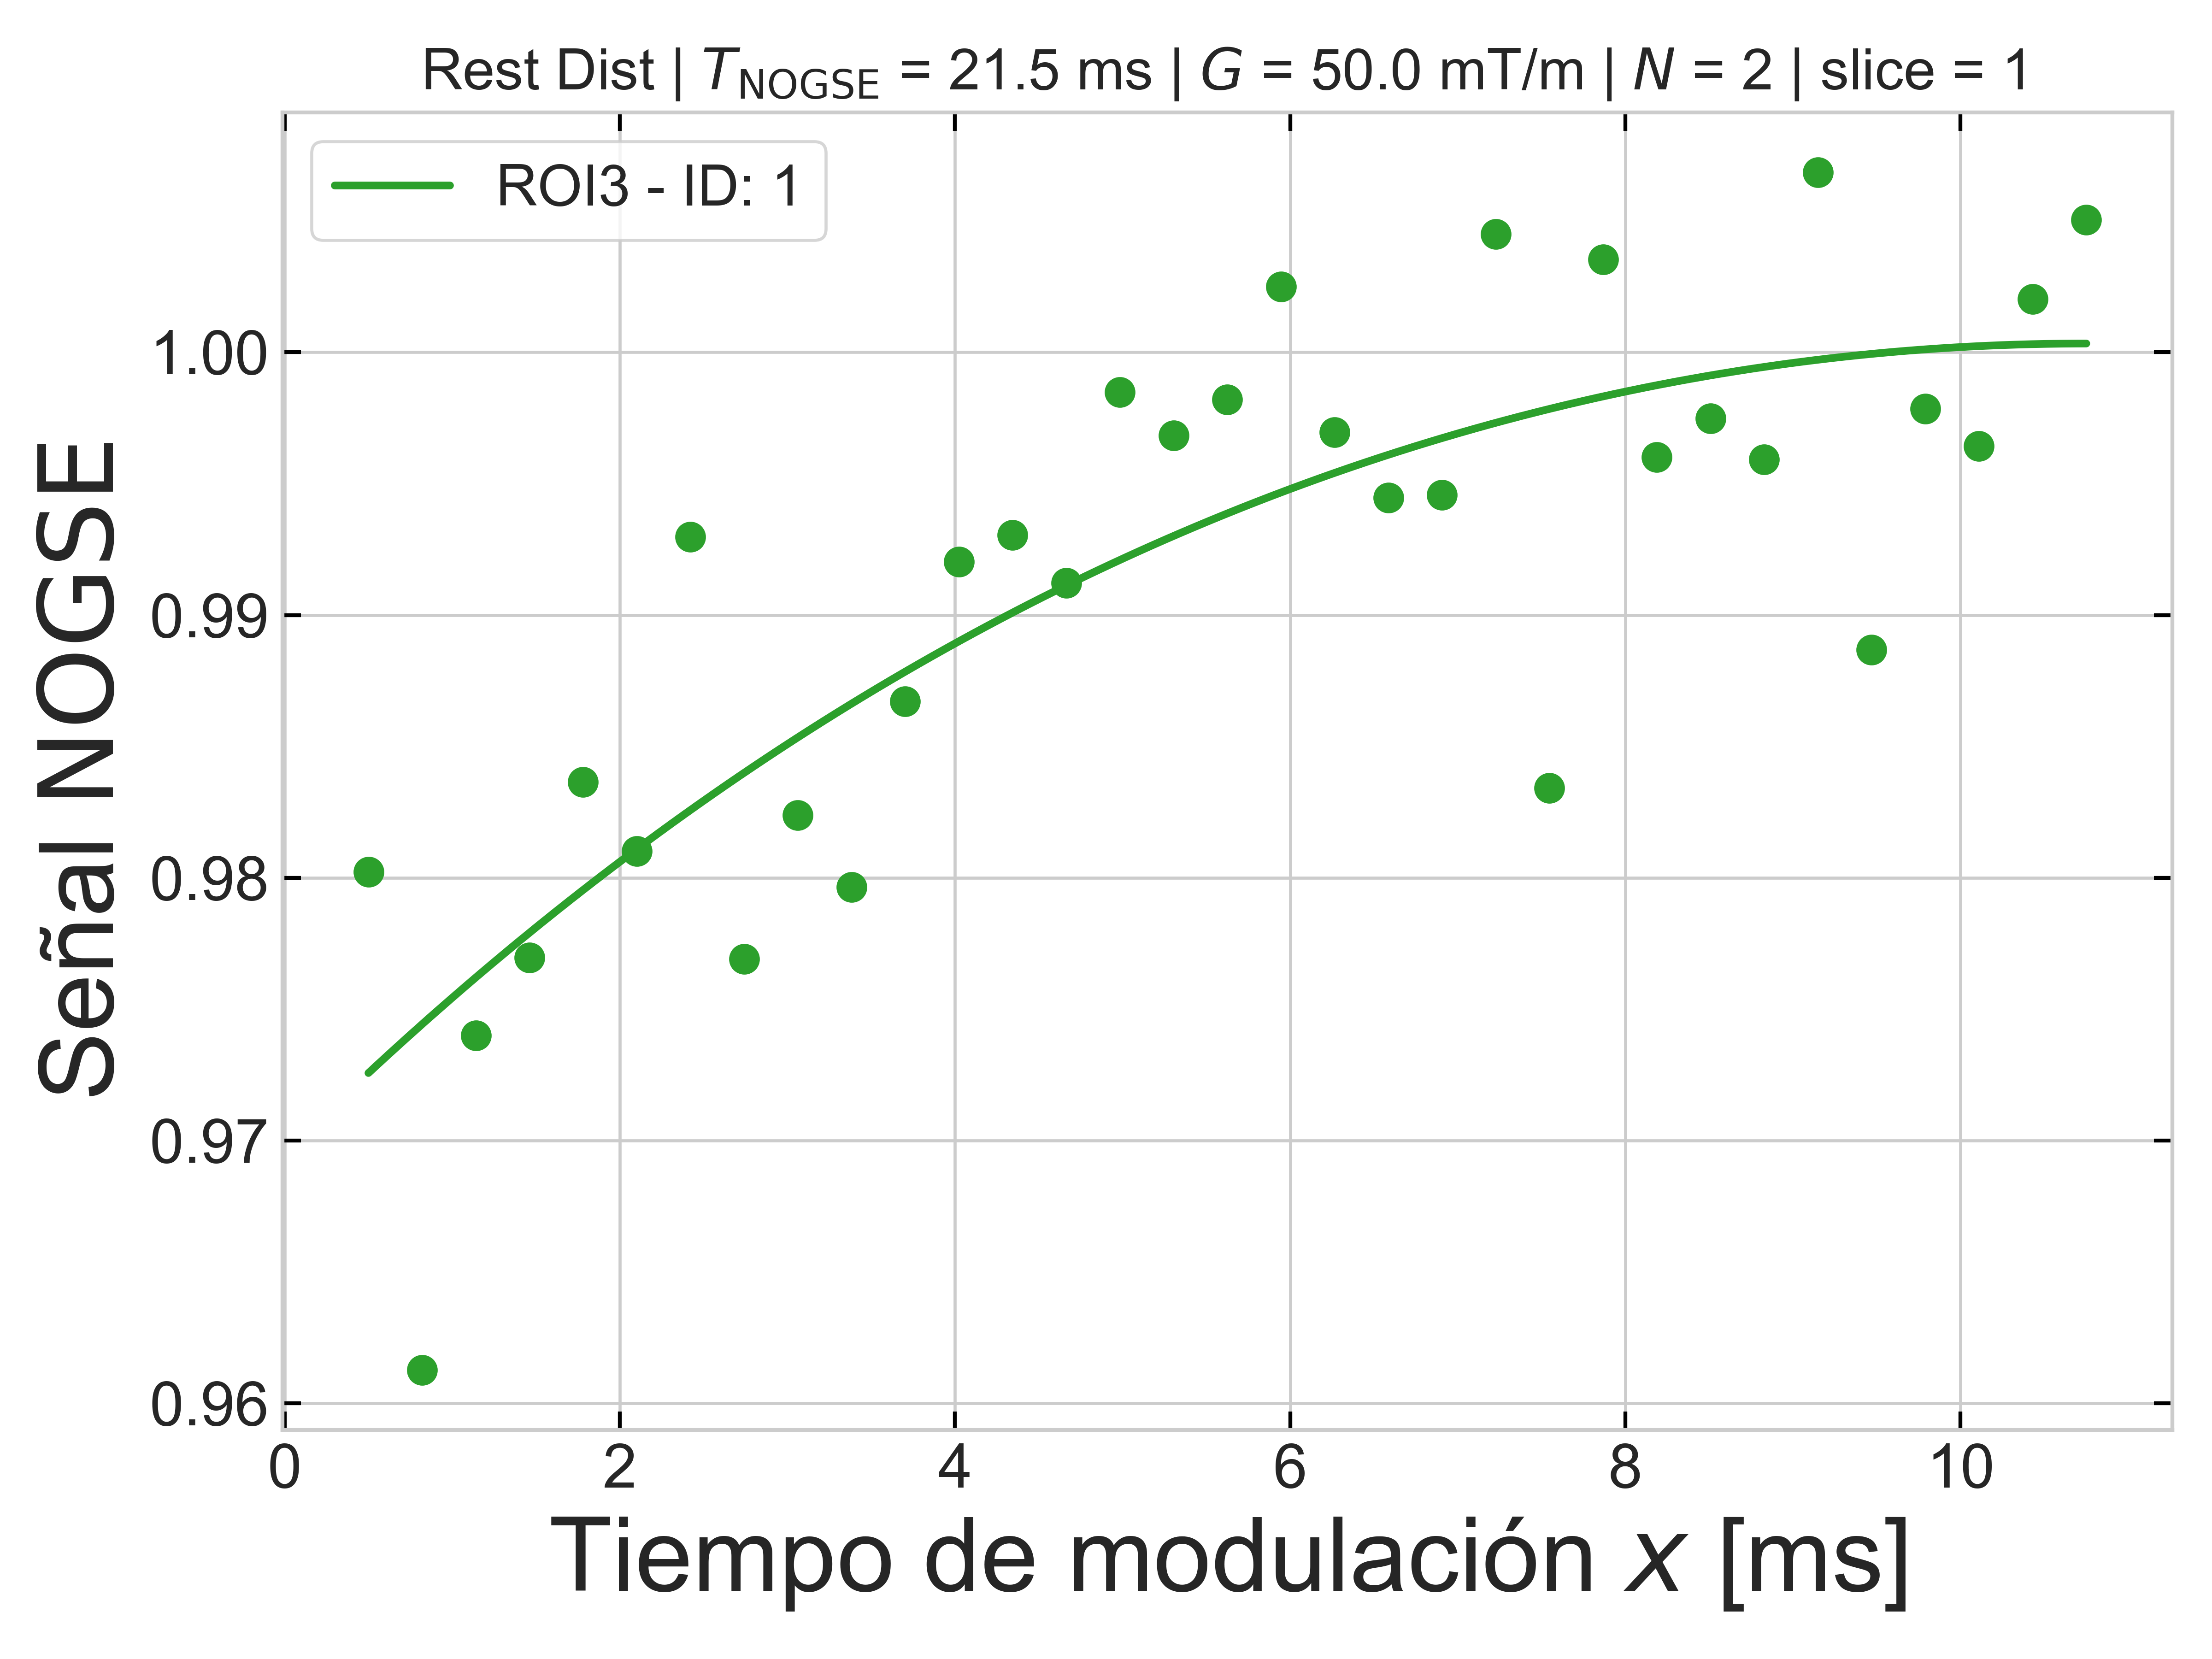 Rest Dist | T_NOGSE = 21.5 ms | G = 50.0 mT/m | N = 2 | slice = 1
ROI3 - ID: 1
Señal NOGSE
1.00
0.99
0.98
0.97
0.96
0 2 4 6 8 10
Tiempo de modulación x [ms]